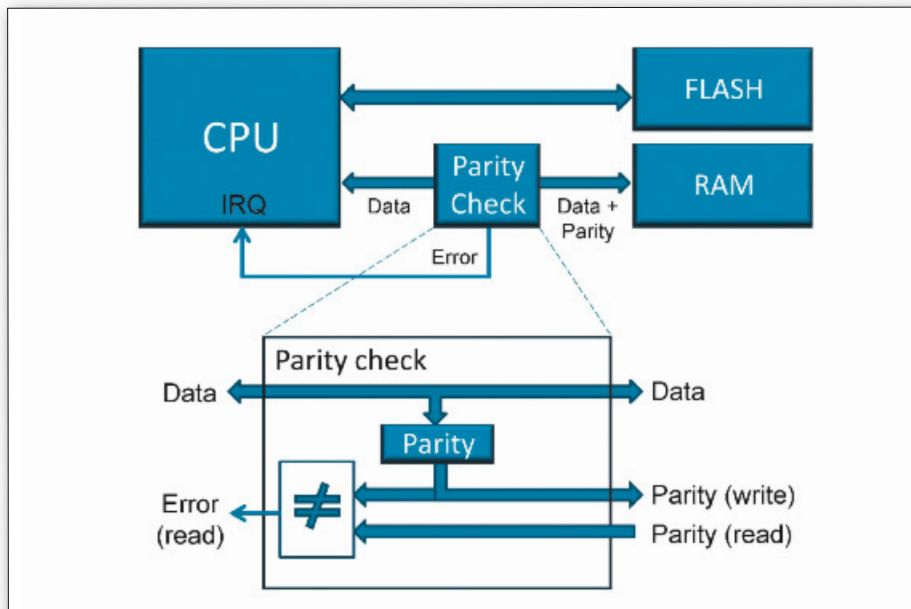 CPU
IRQ
FLASH
Parity
Check
RAM
Data
Data +
Parity
Error
Parity check
Data
Data
Parity
≠
Parity (write)
Error
(read)
Parity (read)